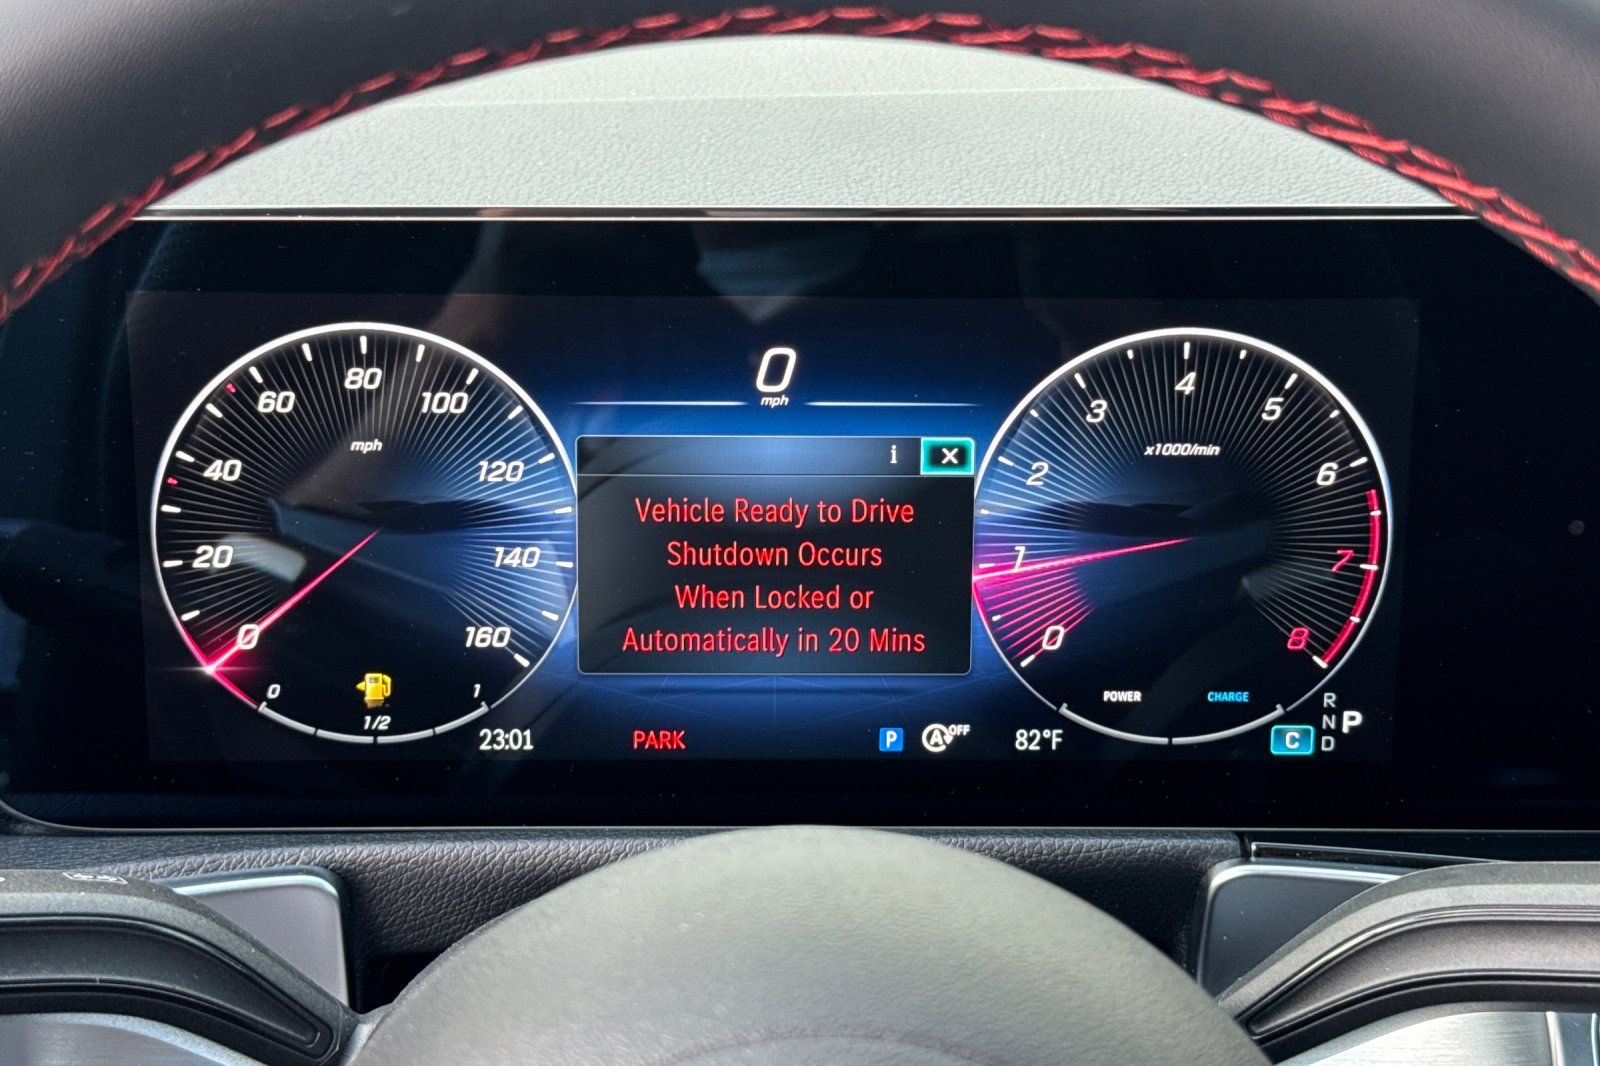 0
mph
0
20
40
60
80
100
120
140
160
mph
0
1/2
1
23:01
i X
Vehicle Ready to Drive
Shutdown Occurs
When Locked or
Automatically in 20 Mins
PARK
P
A OFF
82°F
0
1
2
3
4
5
6
7
8
x1000/min
POWER
CHARGE
C
R
N
D
P